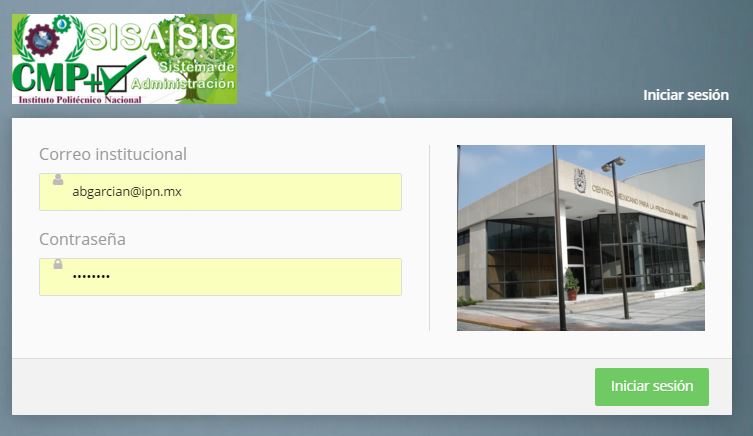 SISA|SIG
Sistema de
Administración
CMP+
Instituto Politécnico Nacional
Iniciar sesión
Correo institucional
abgarcian@ipn.mx
Contraseña
••••••••
CENTRO MEXICANO PARA LA PRODUCCIÓN MÁS LIMPIA
Iniciar sesión